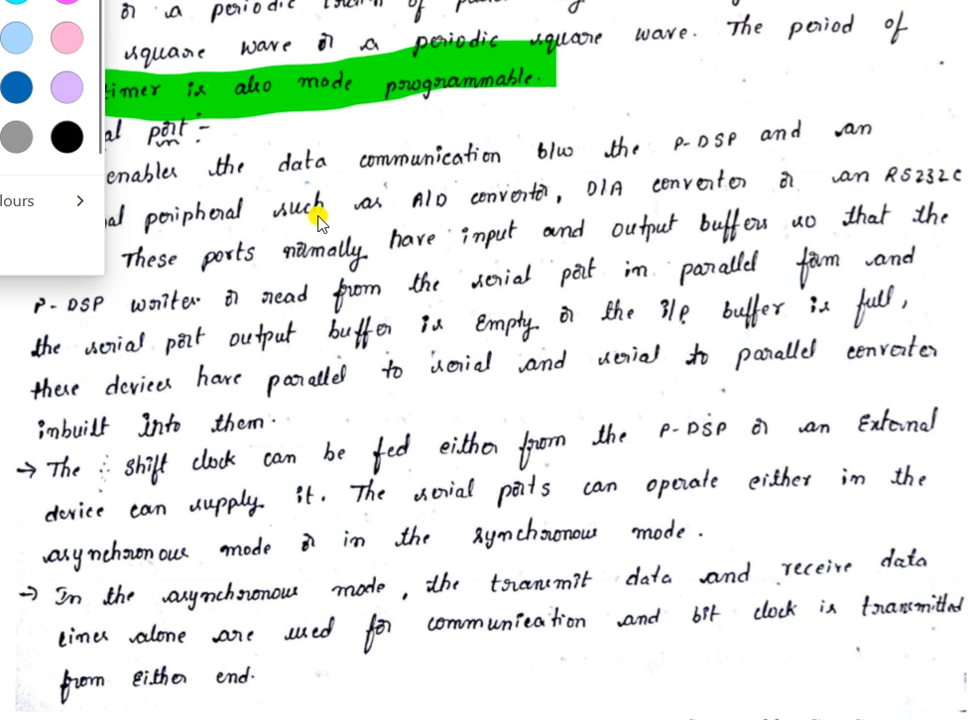 or a periodic of
square wave or a periodic square wave. The period of
timer is also made programmable.
al port :-
enables the data communication b/w the P-DSP and an
al peripheral such as A/D convertor, D/A converter or an RS232C
These ports normally have input and output buffers so that the
P-DSP writes or read from the serial port in parallel form and
the serial port output buffer is Empty or the i/p buffer is full,
these devices have parallel to serial and serial to parallel converter
inbuilt into them.
→ The shift clock can be fed either from the P-DSP or an External
device can supply it. The serial ports can operate either in the
asynchronous mode or in the synchronous mode.
→ In the asynchronous mode, the transmit data and receive data
lines alone are used for communication and bit clock is transmitted
from either end.
lours